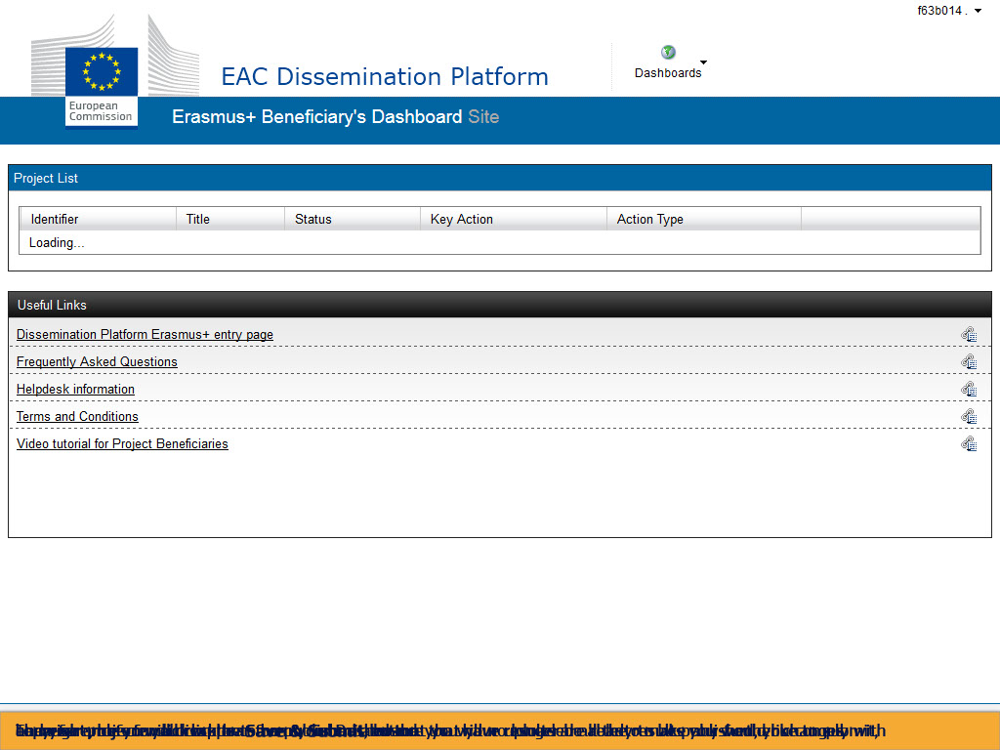 f63b014 .
EAC Dissemination Platform
Dashboards
European
Commission
Erasmus+ Beneficiary's Dashboard Site
Project List
Identifier Title Status Key Action Action Type
Loading...
Useful Links
Dissemination Platform Erasmus+ entry page
Frequently Asked Questions
Helpdesk information
Terms and Conditions
Video tutorial for Project Beneficiaries